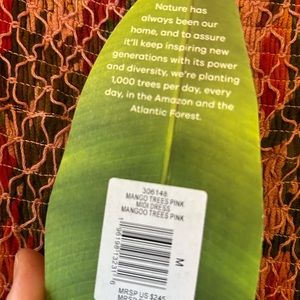 Nature has
always been our
home, and to assure
it'll keep inspiring new
generations with its power
and diversity, we're planting
1,000 trees per day, every
day, in the Amazon and the
Atlantic Forest.
306148
MANGO TREES PINK
MIDI DRESS
MANGOO TREES PINK
M
MRSP US $245